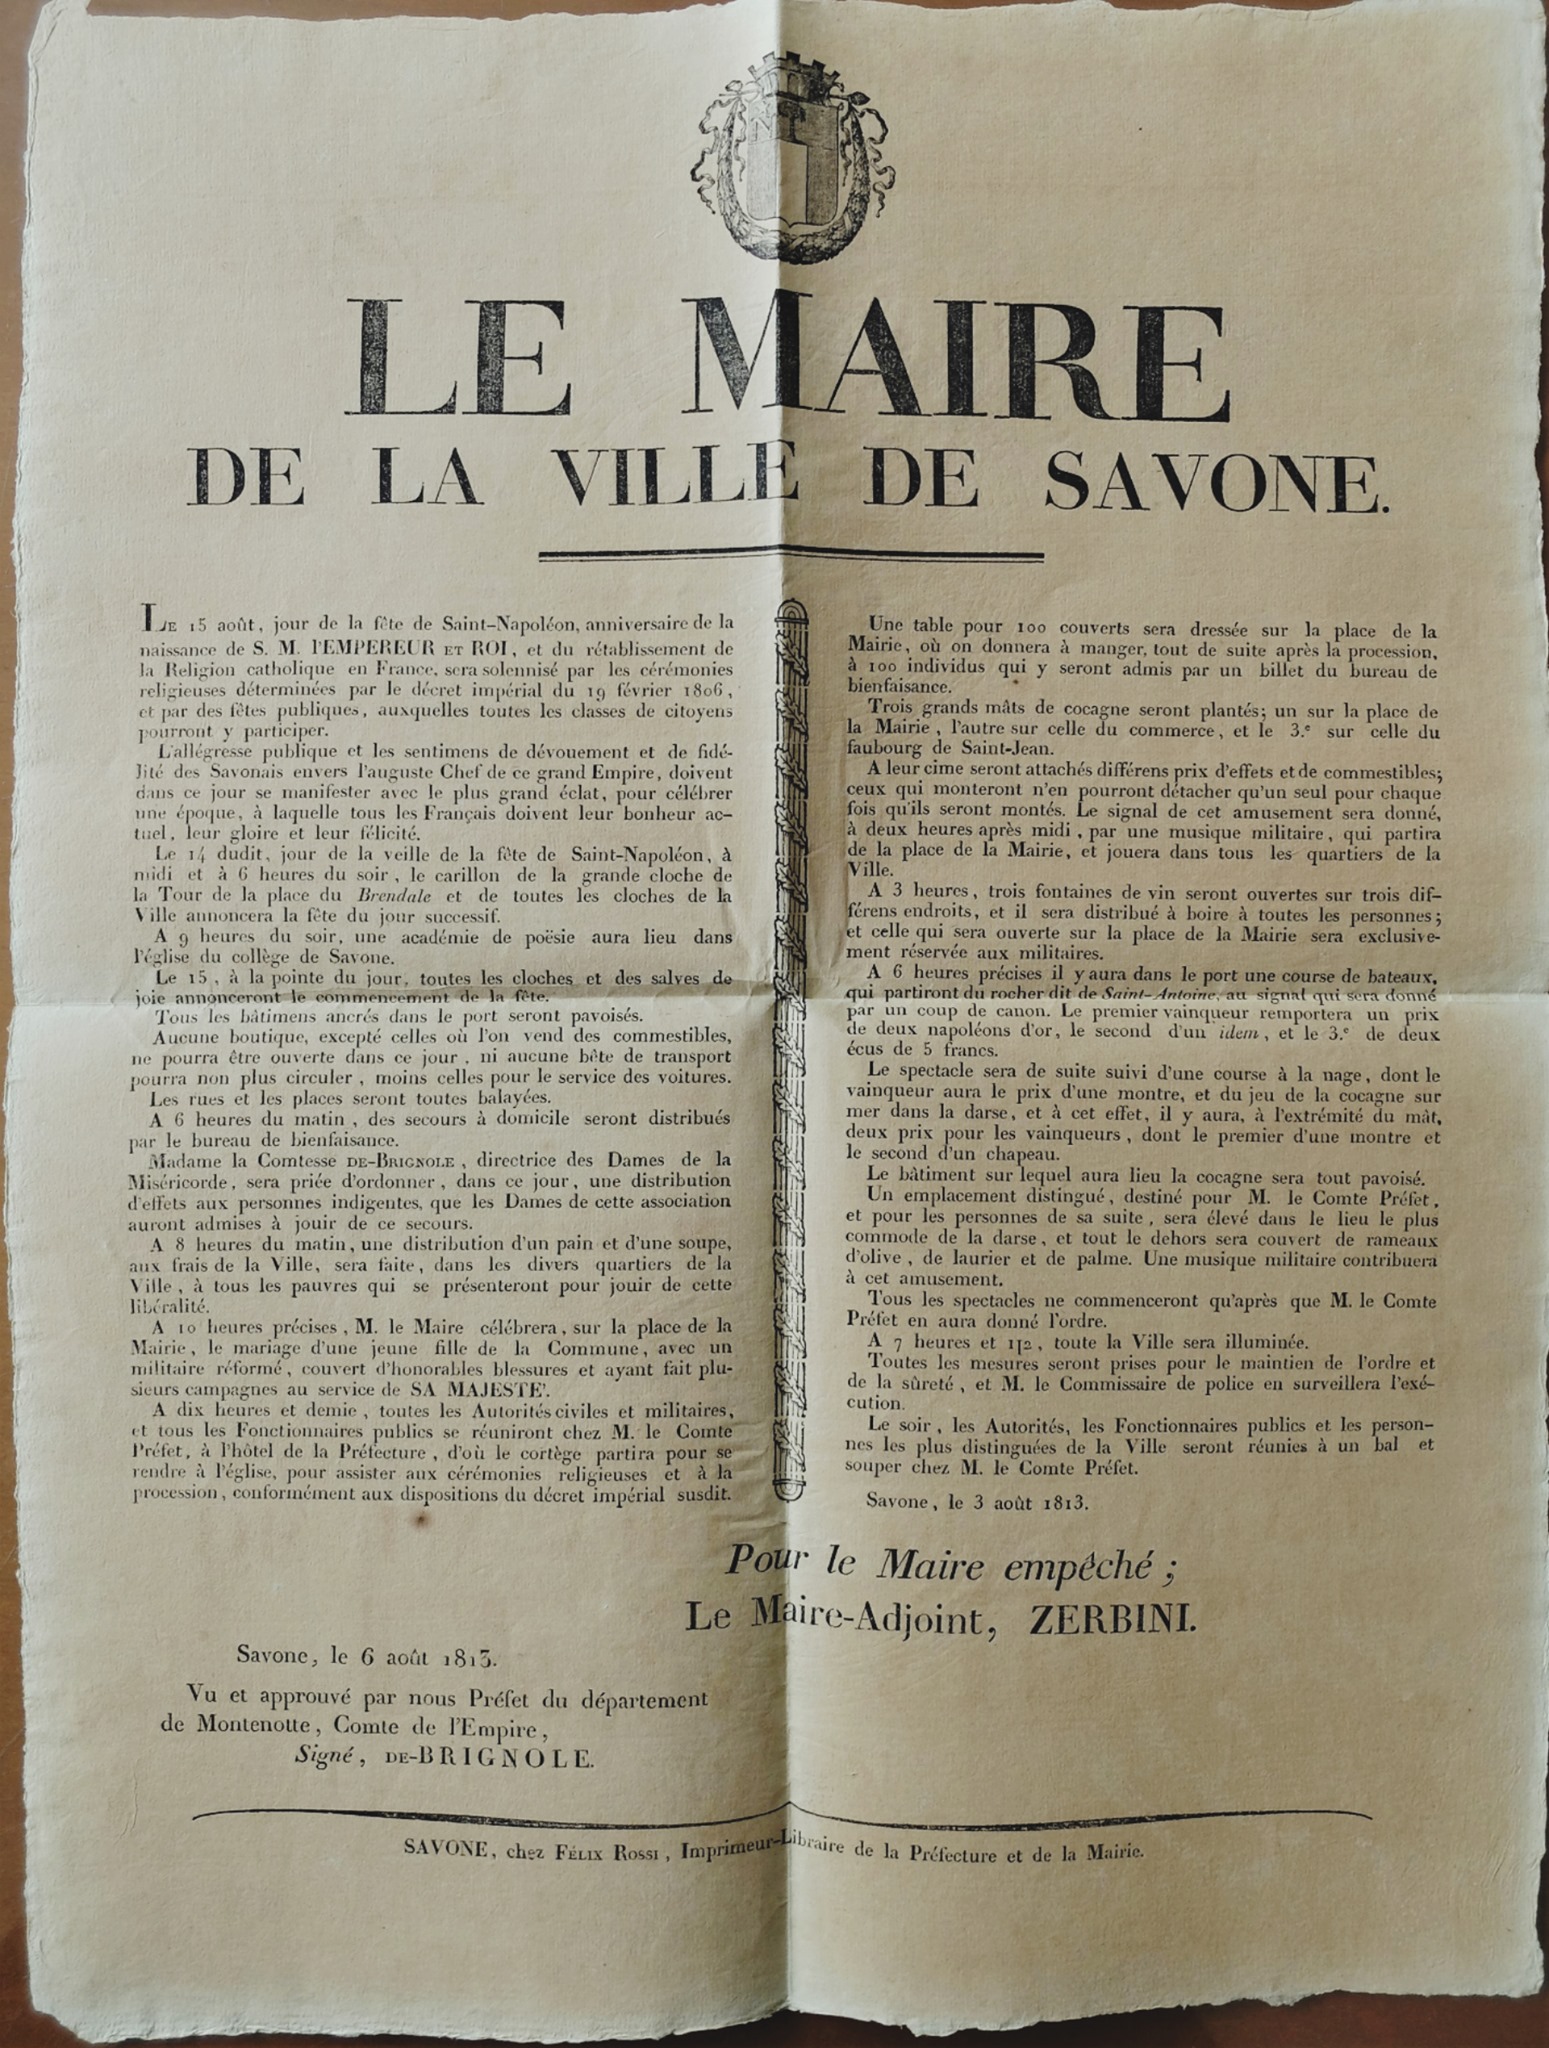 LE MAIRE
DE LA VILLE DE SAVONE.
LE 15 août, jour de la fête de Saint-Napoléon, anniversaire de la
naissance de S. M. l'EMPEREUR ET ROI, et du rétablissement de
la Religion catholique en France, sera solennisé par les cérémonies
religieuses déterminées par le décret impérial du 19 février 1806,
et par des fêtes publiques, auxquelles toutes les classes de citoyens
pourront y participer.
L'allégresse publique et les sentimens de dévouement et de fidé-
lité des Savonais envers l'auguste Chef de ce grand Empire, doivent
dans ce jour se manifester avec le plus grand éclat, pour célébrer
une époque, à laquelle tous les Français doivent leur bonheur ac-
tuel, leur gloire et leur félicité.
Le 14 dudit, jour de la veille de la fête de Saint-Napoléon, à
midi et à 6 heures du soir, le carillon de la grande cloche de
la Tour de la place du Brendale et de toutes les cloches de la
Ville annoncera la fête du jour successif.
A 9 heures du soir, une académie de poësie aura lieu dans
l'église du collège de Savone.
Le 15, à la pointe du jour, toutes les cloches et des salves de
joie annonceront le commencement de la fête.
Tous les bâtimens ancrés dans le port seront pavoisés.
Aucune boutique, excepté celles où l'on vend des commestibles,
ne pourra être ouverte dans ce jour, ni aucune bête de transport
pourra non plus circuler, moins celles pour le service des voitures.
Les rues et les places seront toutes balayées.
A 6 heures du matin, des secours à domicile seront distribués
par le bureau de bienfaisance.
Madame la Comtesse DE-BRIGNOLE, directrice des Dames de la
Miséricorde, sera priée d'ordonner, dans ce jour, une distribution
d'effets aux personnes indigentes, que les Dames de cette association
auront admises à jouir de ce secours.
A 8 heures du matin, une distribution d'un pain et d'une soupe,
aux frais de la Ville, sera faite, dans les divers quartiers de la
Ville, à tous les pauvres qui se présenteront pour jouir de cette
libéralité.
A 10 heures précises, M. le Maire célébrera, sur la place de la
Mairie, le mariage d'une jeune fille de la Commune, avec un
militaire réformé, couvert d'honorables blessures et ayant fait plu-
sieurs campagnes au service de SA MAJESTE'.
A dix heures et demie, toutes les Autorités civiles et militaires,
et tous les Fonctionnaires publics se réuniront chez M. le Comte
Préfet, à l'hôtel de la Préfecture, d'où le cortège partira pour se
rendre à l'église, pour assister aux cérémonies religieuses et à la
procession, conformément aux dispositions du décret impérial susdit.
Une table pour 100 couverts sera dressée sur la place de la
Mairie, où on donnera à manger, tout de suite après la procession,
à 100 individus qui y seront admis par un billet du bureau de
bienfaisance.
Trois grands mâts de cocagne seront plantés; un sur la place de
la Mairie, l'autre sur celle du commerce, et le 3.e sur celle du
faubourg de Saint-Jean.
A leur cime seront attachés différens prix d'effets et de commestibles;
ceux qui monteront n'en pourront détacher qu'un seul pour chaque
fois qu'ils seront montés. Le signal de cet amusement sera donné,
à deux heures après midi, par une musique militaire, qui partira
de la place de la Mairie, et jouera dans tous les quartiers de la
Ville.
A 3 heures, trois fontaines de vin seront ouvertes sur trois dif-
férens endroits, et il sera distribué à boire à toutes les personnes;
et celle qui sera ouverte sur la place de la Mairie sera exclusive-
ment réservée aux militaires.
A 6 heures précises il y aura dans le port une course de bateaux,
qui partiront du rocher dit de Saint-Antoine, au signal qui sera donné
par un coup de canon. Le premier vainqueur remportera un prix
de deux napoléons d'or, le second d'un idem, et le 3.e de deux
écus de 5 francs.
Le spectacle sera de suite suivi d'une course à la nage, dont le
vainqueur aura le prix d'une montre, et du jeu de la cocagne sur
mer dans la darse, et à cet effet, il y aura, à l'extrémité du mât,
deux prix pour les vainqueurs, dont le premier d'une montre et
le second d'un chapeau.
Le bâtiment sur lequel aura lieu la cocagne sera tout pavoisé.
Un emplacement distingué, destiné pour M. le Comte Préfet,
et pour les personnes de sa suite, sera élevé dans le lieu le plus
commode de la darse, et tout le dehors sera couvert de rameaux
d'olive, de laurier et de palme. Une musique militaire contribuera
à cet amusement.
Tous les spectacles ne commenceront qu'après que M. le Comte
Préfet en aura donné l'ordre.
A 7 heures et 1/2, toute la Ville sera illuminée.
Toutes les mesures seront prises pour le maintien de l'ordre et
de la sûreté, et M. le Commissaire de police en surveillera l'exé-
cution.
Le soir, les Autorités, les Fonctionnaires publics et les person-
nes les plus distinguées de la Ville seront réunies à un bal et
souper chez M. le Comte Préfet.
Savone, le 3 août 1813.
Pour le Maire empêché;
Le Maire-Adjoint, ZERBINI.
Savone, le 6 août 1813.
Vu et approuvé par nous Préfet du département
de Montenotte, Comte de l'Empire,
Signé, DE-BRIGNOLE.
SAVONE, chez FÉLIX ROSSI, Imprimeur-Libraire de la Préfecture et de la Mairie.